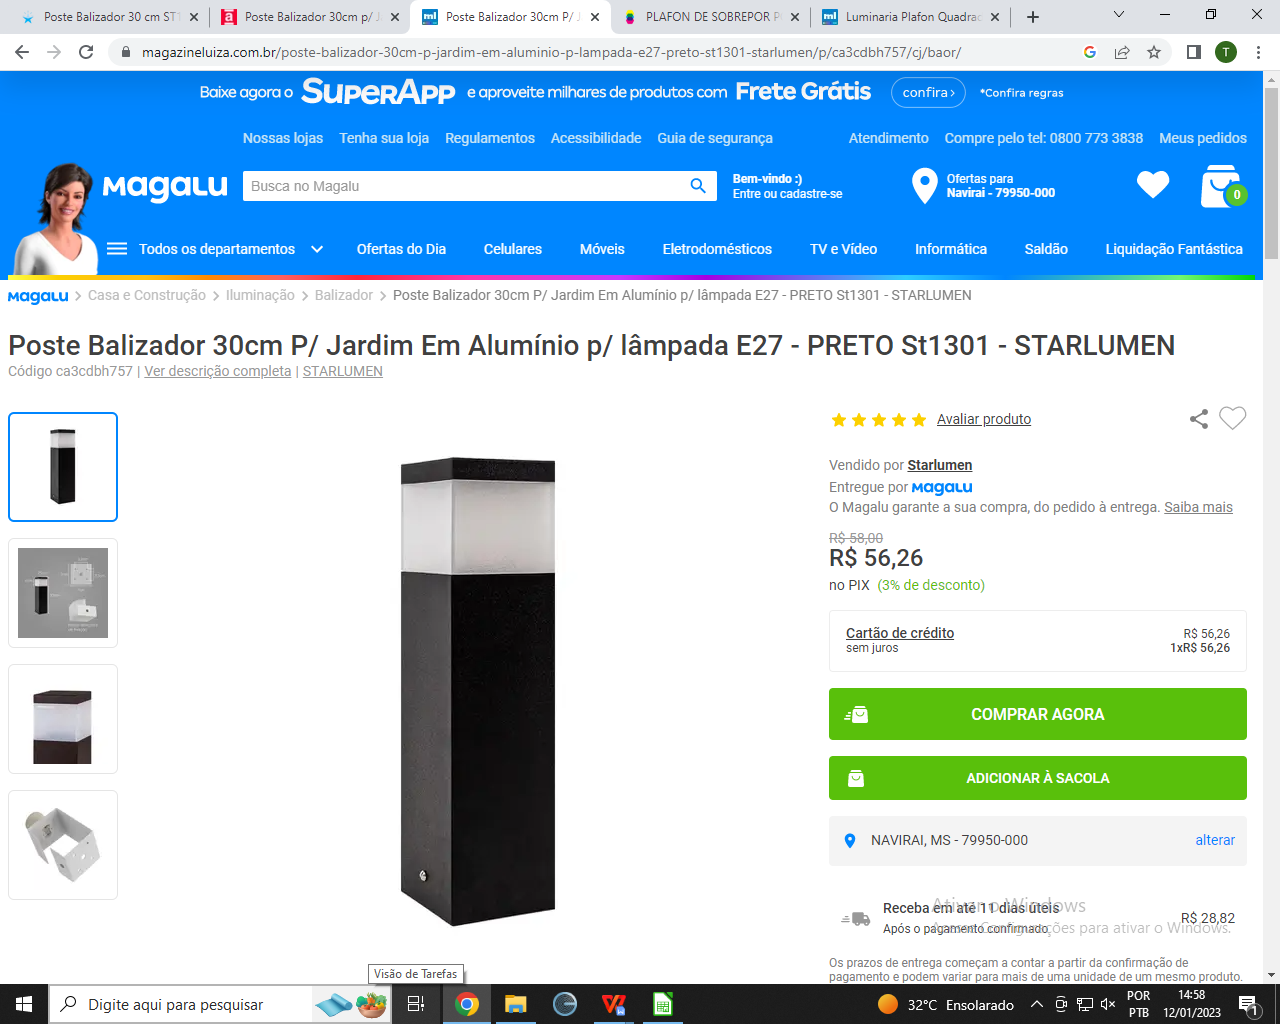 Poste Balizador 30 cm ST1
Poste Balizador 30cm p/ J
Poste Balizador 30cm P/ J
PLAFON DE SOBREPOR P
Luminaria Plafon Quadrad
magazineluiza.com.br/poste-balizador-30cm-p-jardim-em-aluminio-p-lampada-e27-preto-st1301-starlumen/p/ca3cdbh757/cj/baor/
T
Baixe agora o SuperApp e aproveite milhares de produtos com Frete Grátis confira > *Confira regras
Nossas lojas Tenha sua loja Regulamentos Acessibilidade Guia de segurança Atendimento Compre pelo tel: 0800 773 3838 Meus pedidos
Magalu
Busca no Magalu
Bem-vindo :)
Entre ou cadastre-se
Ofertas para
Navirai - 79950-000
0
Todos os departamentos Ofertas do Dia Celulares Móveis Eletrodomésticos TV e Vídeo Informática Saldão Liquidação Fantástica
Magalu > Casa e Construção > Iluminação > Balizador > Poste Balizador 30cm P/ Jardim Em Alumínio p/ lâmpada E27 - PRETO St1301 - STARLUMEN
Poste Balizador 30cm P/ Jardim Em Alumínio p/ lâmpada E27 - PRETO St1301 - STARLUMEN
Código ca3cdbh757 | Ver descrição completa | STARLUMEN
Avaliar produto
Vendido por Starlumen
Entregue por Magalu
O Magalu garante a sua compra, do pedido à entrega. Saiba mais
R$ 58,00
R$ 56,26
no PIX (3% de desconto)
Cartão de crédito R$ 56,26
sem juros 1xR$ 56,26
COMPRAR AGORA
ADICIONAR À SACOLA
NAVIRAI, MS - 79950-000 alterar
Receba em até 11 dias úteis
Após o pagamento confirmado
R$ 28,82
Ativar o Windows
Acesse Configurações para ativar o Windows.
Os prazos de entrega começam a contar a partir da confirmação de
pagamento e podem variar para mais de uma unidade de um mesmo produto.
Visão de Tarefas
Digite aqui para pesquisar
32°C Ensolarado
POR
PTB
14:58
12/01/2023
1